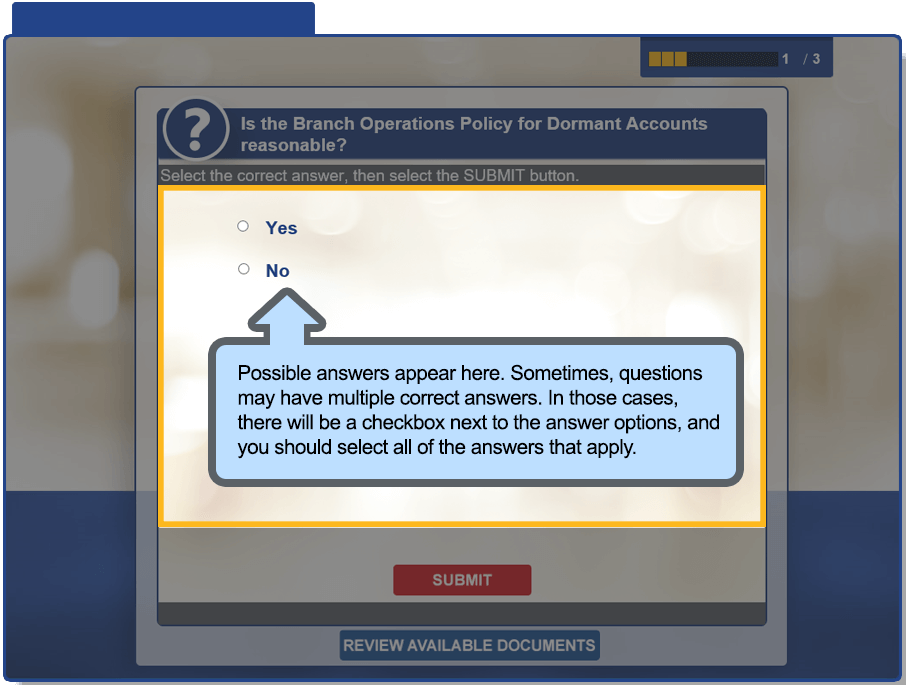 1 / 3
?
Is the Branch Operations Policy for Dormant Accounts
reasonable?
Select the correct answer, then select the SUBMIT button.
Yes
No
Possible answers appear here. Sometimes, questions
may have multiple correct answers. In those cases,
there will be a checkbox next to the answer options, and
you should select all of the answers that apply.
SUBMIT
REVIEW AVAILABLE DOCUMENTS